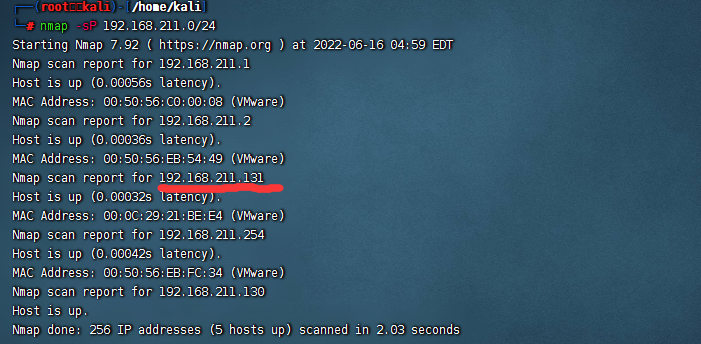 (root㉿kali)-[/home/kali]
# nmap -sP 192.168.211.0/24
Starting Nmap 7.92 ( https://nmap.org ) at 2022-06-16 04:59 EDT
Nmap scan report for 192.168.211.1
Host is up (0.00056s latency).
MAC Address: 00:50:56:C0:00:08 (VMware)
Nmap scan report for 192.168.211.2
Host is up (0.00036s latency).
MAC Address: 00:50:56:EB:54:49 (VMware)
Nmap scan report for 192.168.211.131
Host is up (0.00032s latency).
MAC Address: 00:0C:29:21:BE:E4 (VMware)
Nmap scan report for 192.168.211.254
Host is up (0.00042s latency).
MAC Address: 00:50:56:EB:FC:34 (VMware)
Nmap scan report for 192.168.211.130
Host is up.
Nmap done: 256 IP addresses (5 hosts up) scanned in 2.03 seconds